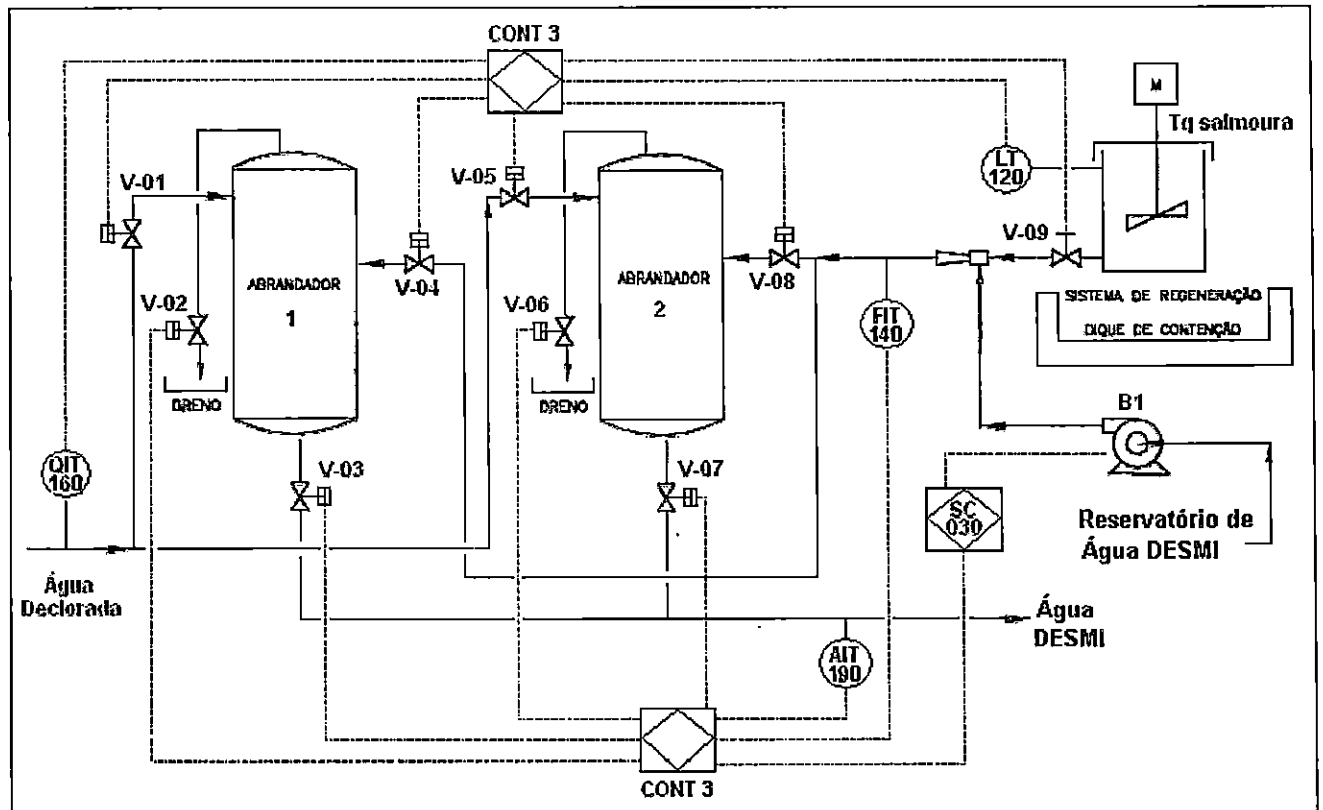 CONT 3
M
Tq salmoura
LT
120
V-01
V-05
V-09
ABRANDADOR
1
V-04
ABRANDADOR
2
V-08
V-02
V-06
FIT
140
SISTEMA DE REGENERAÇÃO
DIQUE DE CONTENÇÃO
DRENO
DRENO
B1
QIT
160
V-03
V-07
SC
030
Reservatório de
Água DESMI
Água
Declorada
Água
DESMI
AIT
190
CONT 3